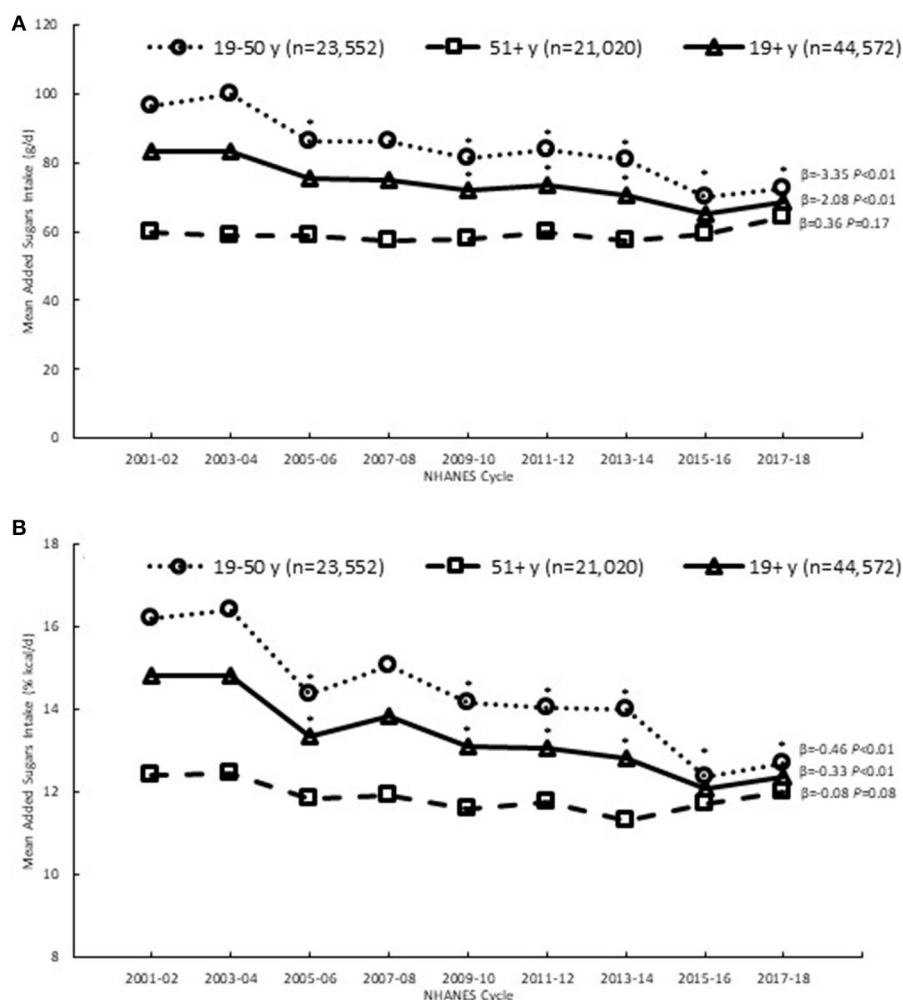 A
120
100
80
60
40
20
0
Mean Added Sugars Intake (g/d)
19-50 y (n=23,552) 51+ y (n=21,020) 19+ y (n=44,572)
β=-3.35 P<0.01
β=-2.08 P<0.01
β=0.36 P=0.17
2001-02 2003-04 2005-06 2007-08 2009-10 2011-12 2013-14 2015-16 2017-18
NHANES Cycle
B
18
16
14
12
10
8
Mean Added Sugars Intake (% kcal/d)
19-50 y (n=23,552) 51+ y (n=21,020) 19+ y (n=44,572)
β=-0.46 P<0.01
β=-0.33 P<0.01
β=-0.08 P=0.08
2001-02 2003-04 2005-06 2007-08 2009-10 2011-12 2013-14 2015-16 2017-18
NHANES Cycle